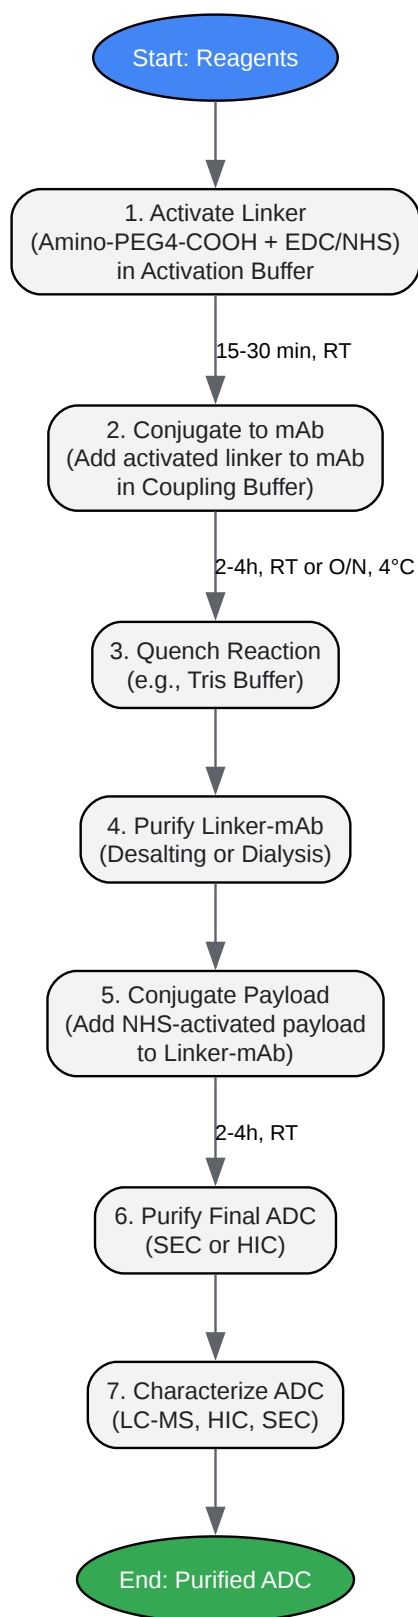 Start: Reagents
1. Activate Linker
(Amino-PEG4-COOH + EDC/NHS)
in Activation Buffer
15-30 min, RT
2. Conjugate to mAb
(Add activated linker to mAb
in Coupling Buffer)
2-4h, RT or O/N, 4°C
3. Quench Reaction
(e.g., Tris Buffer)
4. Purify Linker-mAb
(Desalting or Dialysis)
5. Conjugate Payload
(Add NHS-activated payload
to Linker-mAb)
2-4h, RT
6. Purify Final ADC
(SEC or HIC)
7. Characterize ADC
(LC-MS, HIC, SEC)
End: Purified ADC